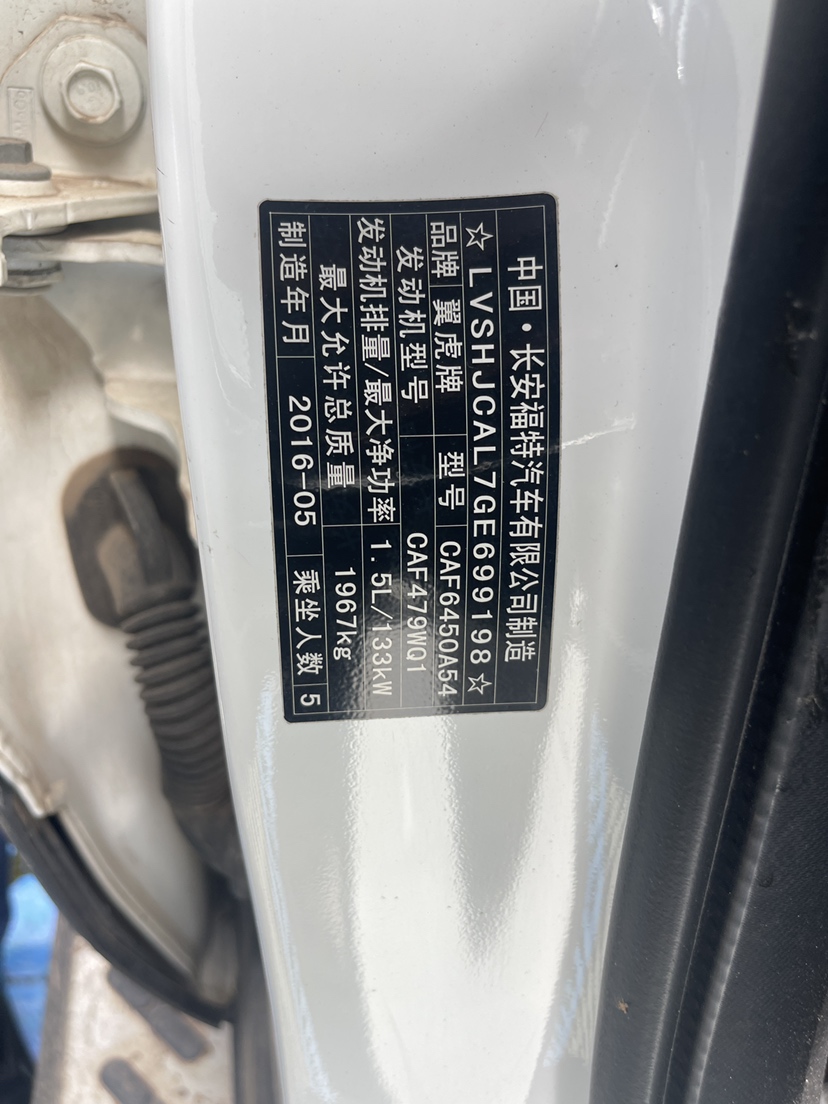 中国·长安福特汽车有限公司制造
☆LVSHJCAL7GE699198☆
品牌 翼虎牌 型号 CAF6450A54
发动机型号 CAF479WQ1
发动机排量/最大净功率 1.5L/133kW
最大允许总质量 1967kg
制造年月 2016-05 乘坐人数 5